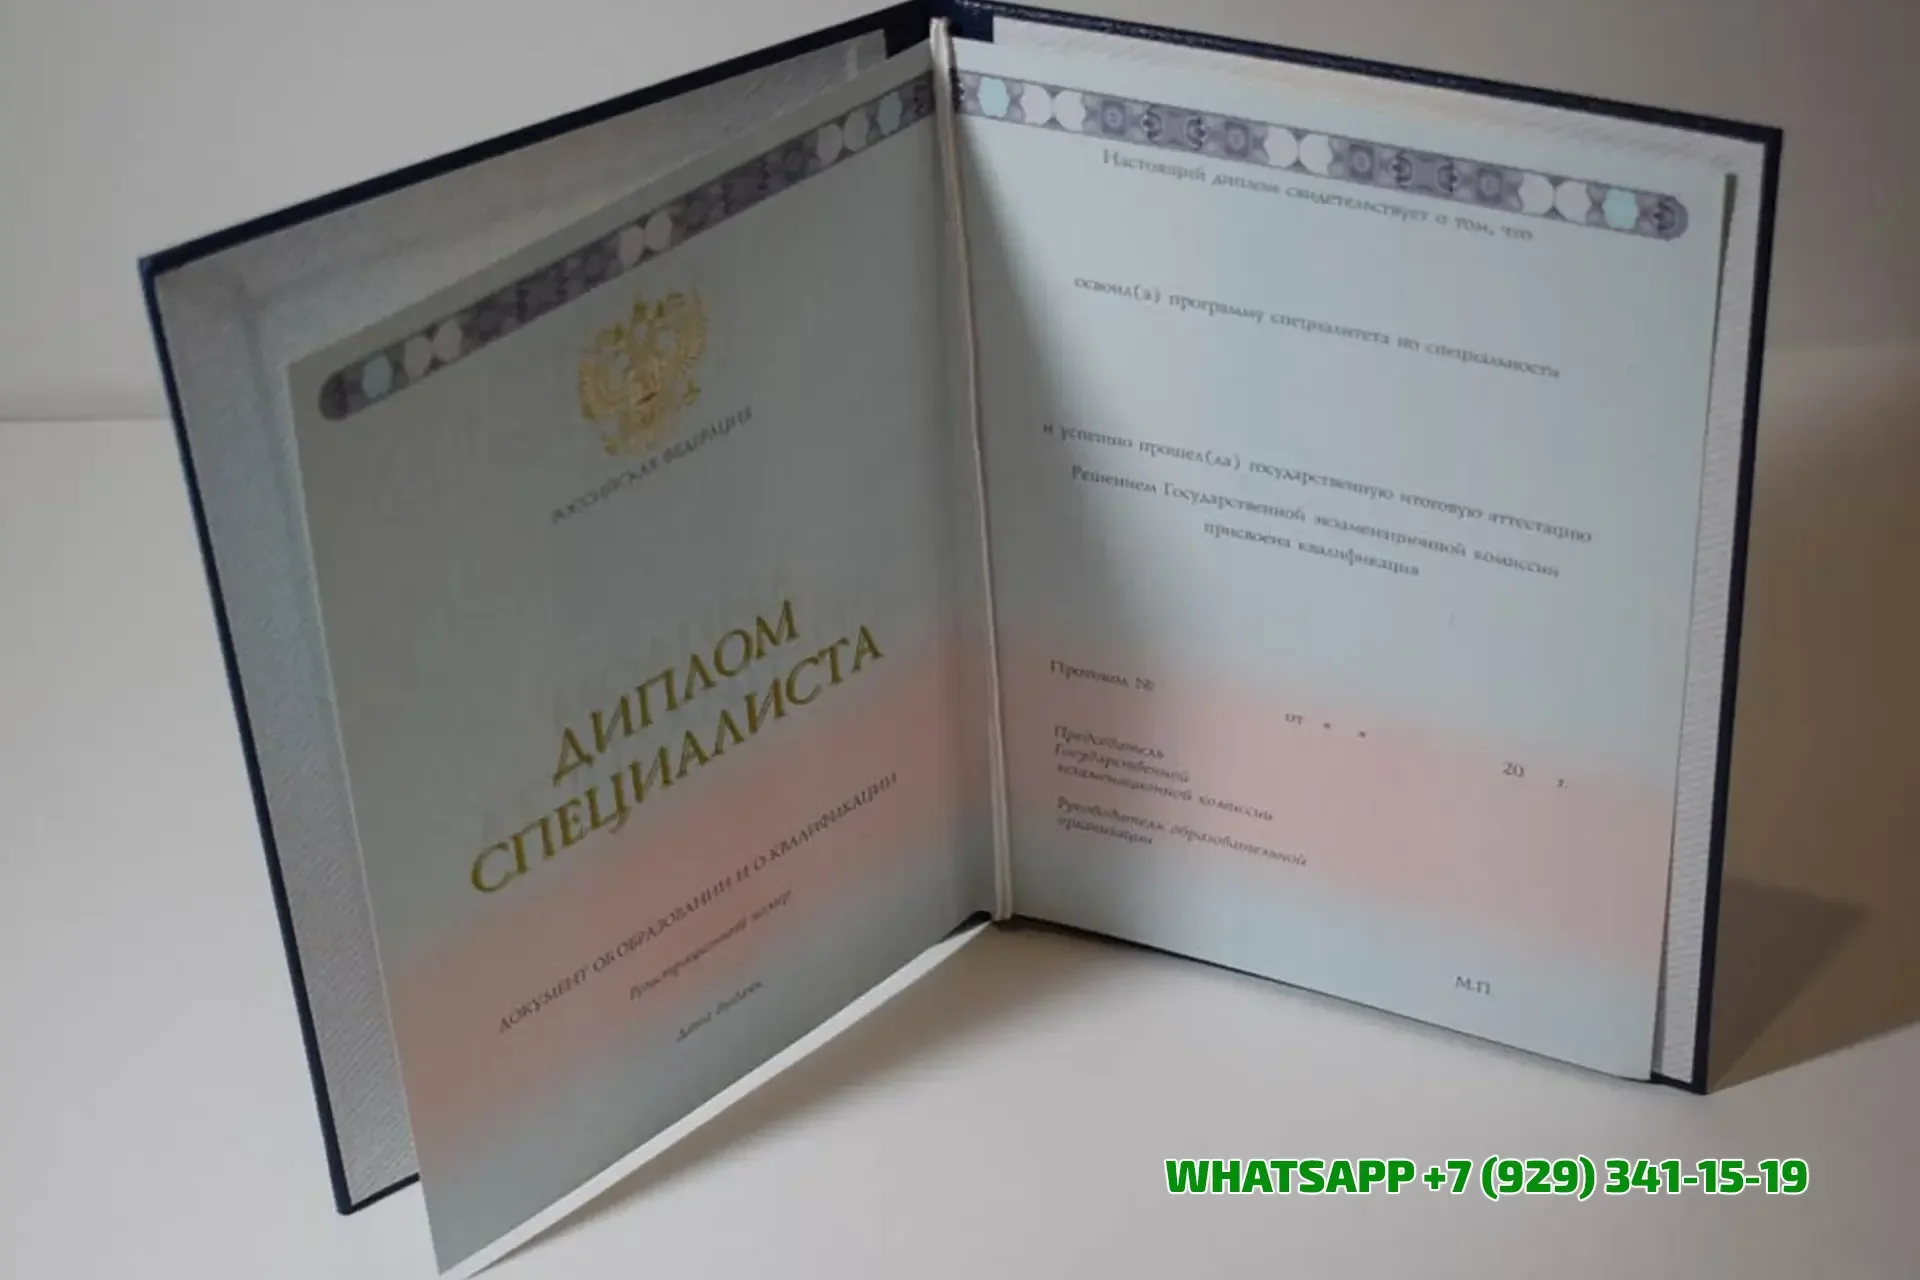 РОССИЙСКАЯ ФЕДЕРАЦИЯ
ДИПЛОМ
СПЕЦИАЛИСТА
ДОКУМЕНТ ОБ ОБРАЗОВАНИИ И О КВАЛИФИКАЦИИ
Регистрационный номер
Дата выдачи
Настоящий диплом свидетельствует о том, что
освоил(а) программу специалитета по специальности
и успешно прошел(ла) государственную итоговую аттестацию
Решением Государственной экзаменационной комиссии
присвоена квалификация
Протокол №
от « » 20 г.
Председатель
Государственной
экзаменационной комиссии
Руководитель образовательной
организации
М.П.
WHATSAPP +7 (929) 341-15-19